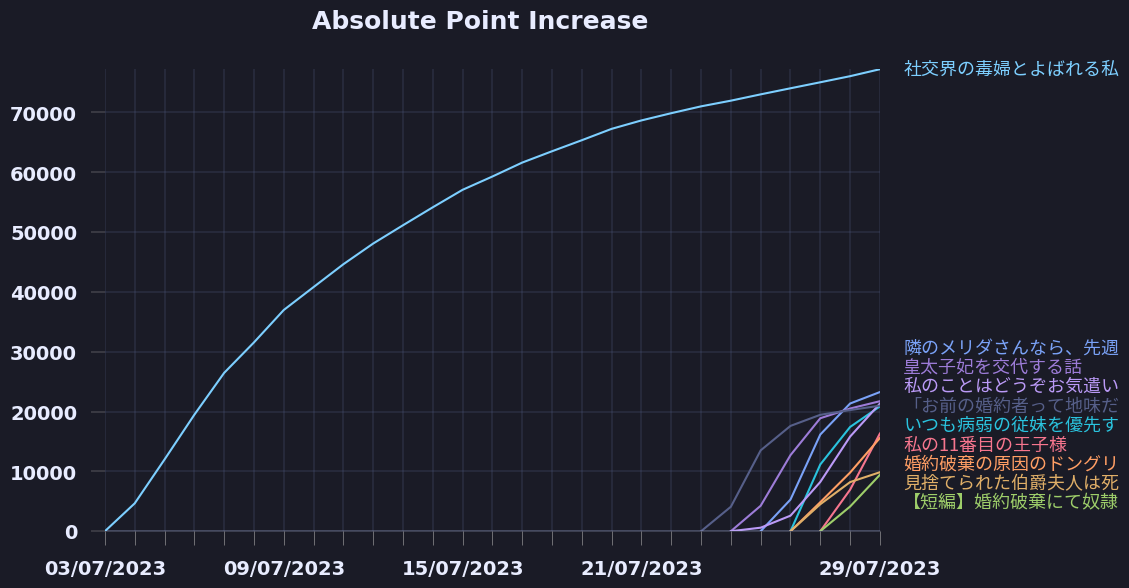 Absolute Point Increase
社交界の毒婦とよばれる私
70000
60000
50000
40000
30000
20000
10000
0
隣のメリダさんなら、先週
皇太子妃を交代する話
私のことはどうぞお気遣い
「お前の婚約者って地味だ
いつも病弱の従妹を優先す
私の11番目の王子様
婚約破棄の原因のドングリ
見捨てられた伯爵夫人は死
【短編】婚約破棄にて奴隷
03/07/2023 09/07/2023 15/07/2023 21/07/2023 29/07/2023